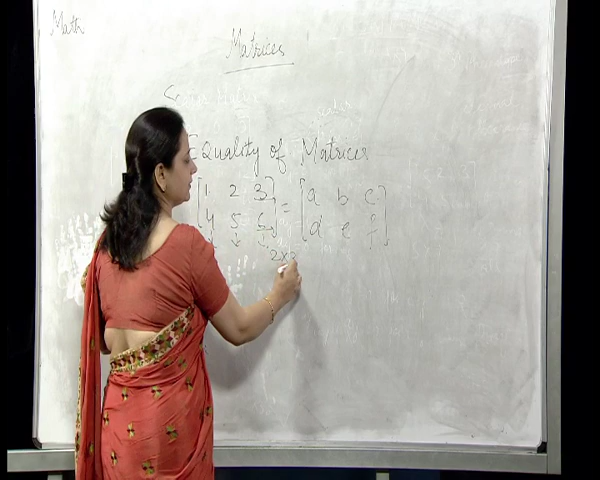 Math
Matrices
Equality of Matrices
[1 2 3] = [a b c]
[4 5 6] [d e f]
2×3